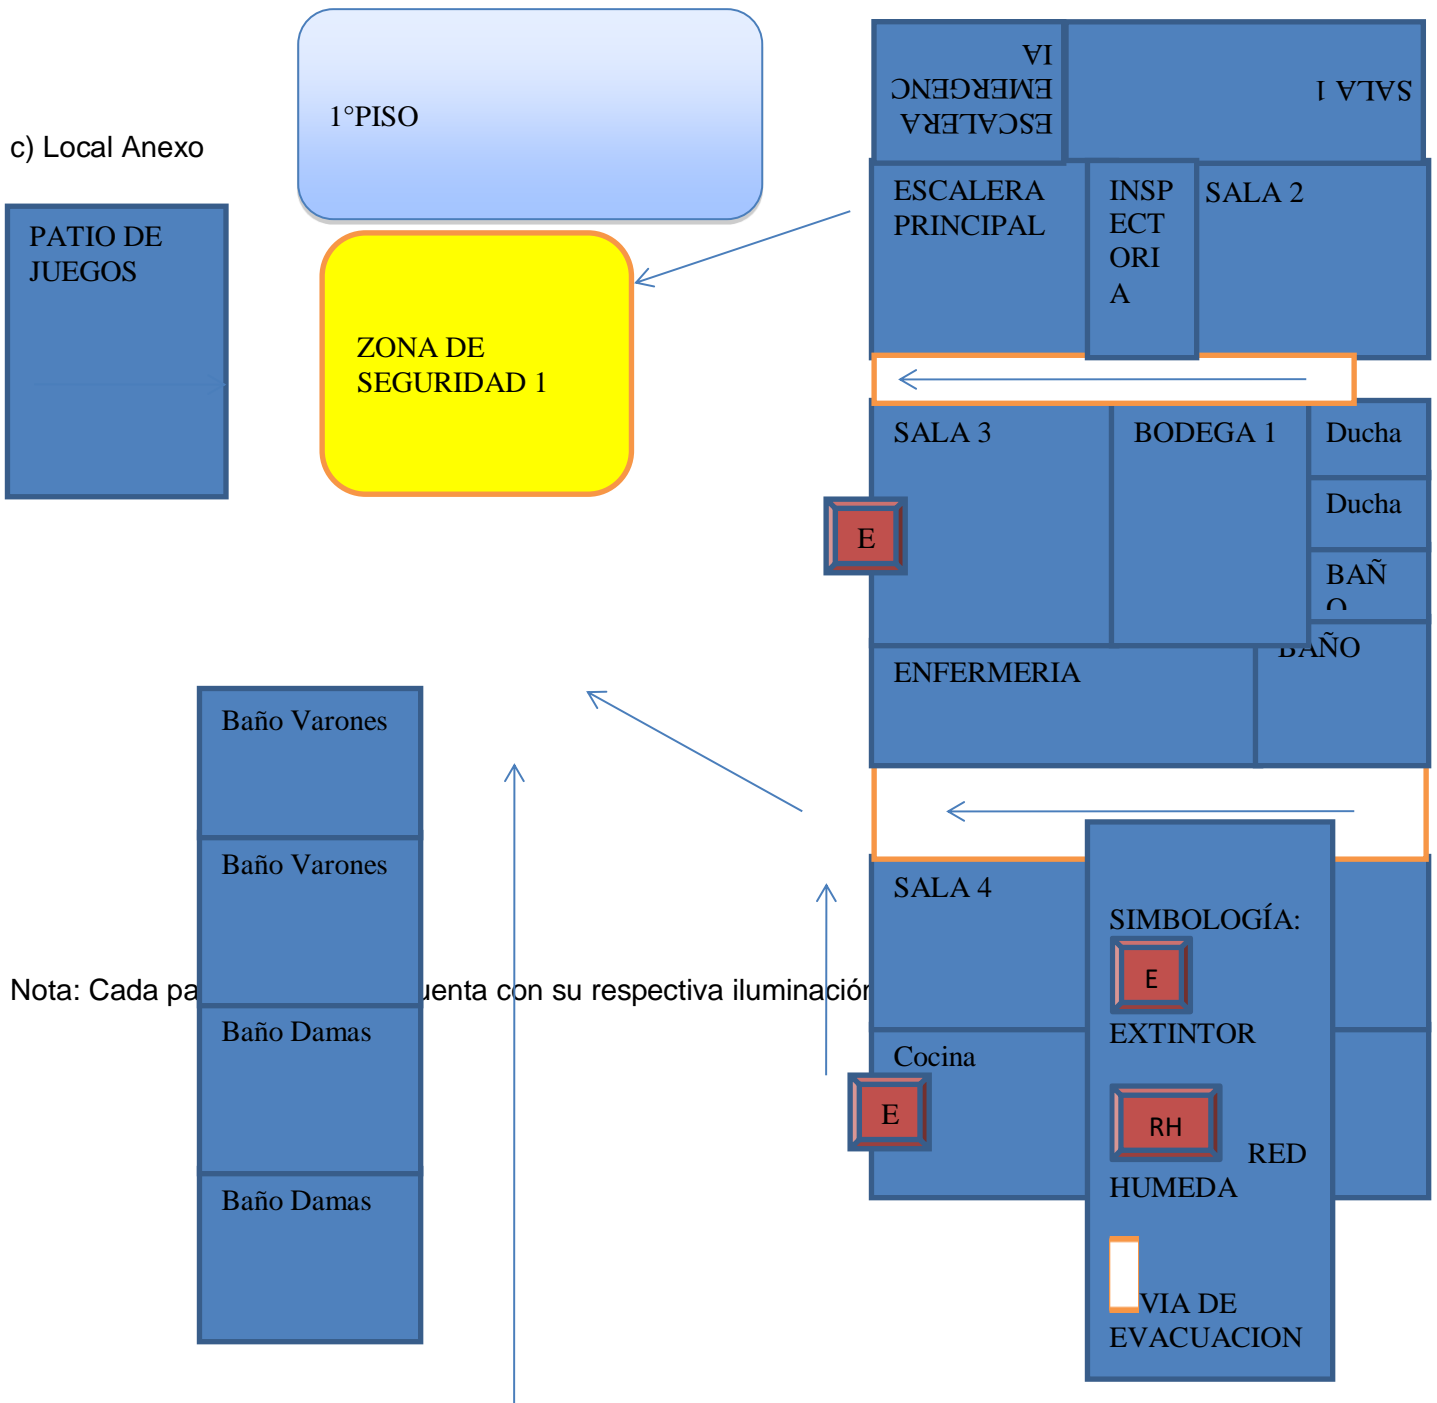 1°PISO
c) Local Anexo
ESCALERA
EMERGENC
IA
SALA 1
PATIO DE
JUEGOS
ZONA DE
SEGURIDAD 1
ESCALERA
PRINCIPAL
INSP
ECT
ORI
A
SALA 2
SALA 3
BODEGA 1
Ducha
Ducha
BAÑ
O
BAÑO
E
ENFERMERIA
Baño Varones
Baño Varones
Baño Damas
Baño Damas
Nota: Cada pa
uenta con su respectiva iluminación
SALA 4
Cocina
E
SIMBOLOGÍA:
E
EXTINTOR
RH
RED
HUMEDA
VIA DE
EVACUACION